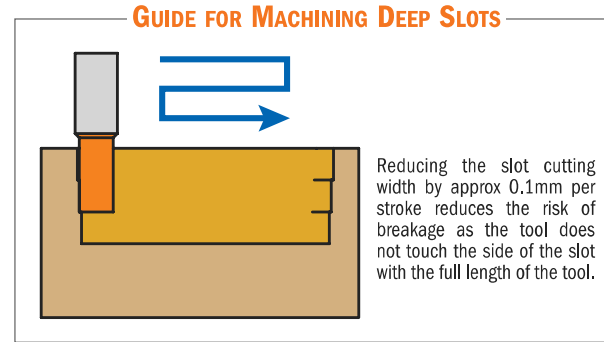 GUIDE FOR MACHINING DEEP SLOTS
Reducing the slot cutting
width by approx 0.1mm per
stroke reduces the risk of
breakage as the tool does
not touch the side of the slot
with the full length of the tool.